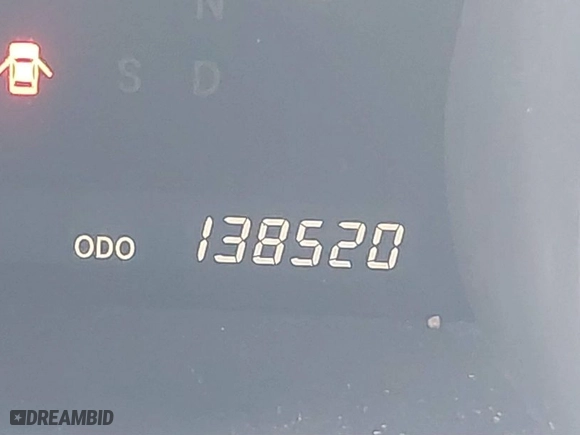 N
S D
ODO 138520
DREAMBID